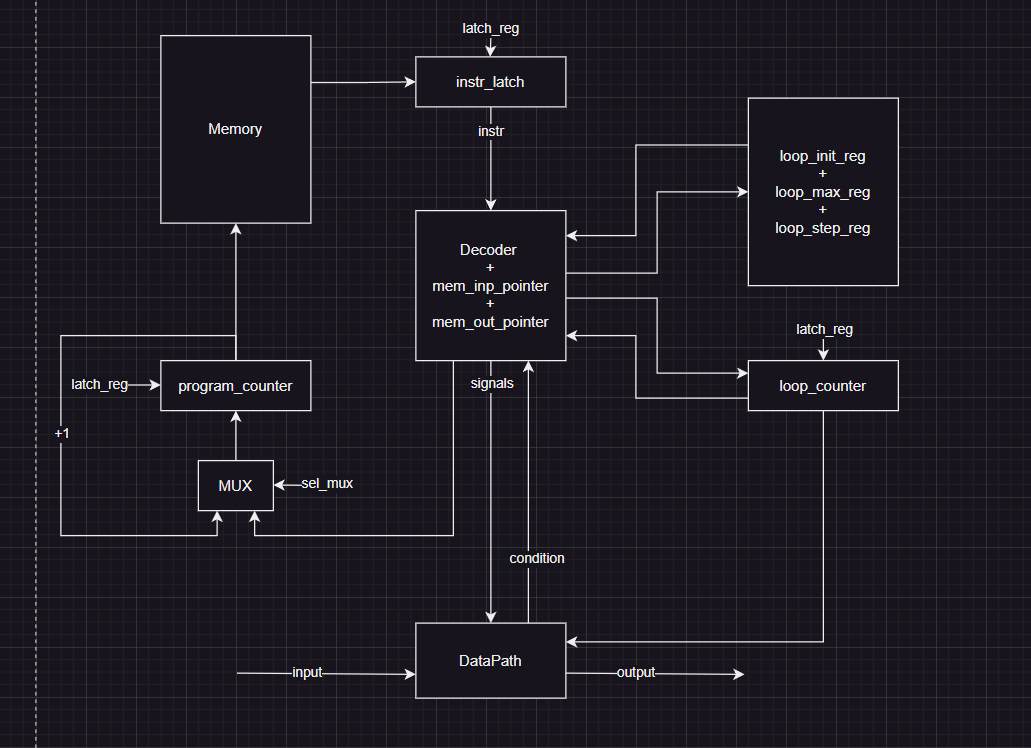 latch_reg
instr_latch
Memory
instr
loop_init_reg
+
loop_max_reg
+
loop_step_reg
Decoder
+
mem_inp_pointer
+
mem_out_pointer
latch_reg
signals
latch_reg
program_counter
loop_counter
+1
MUX
sel_mux
condition
DataPath
input
output